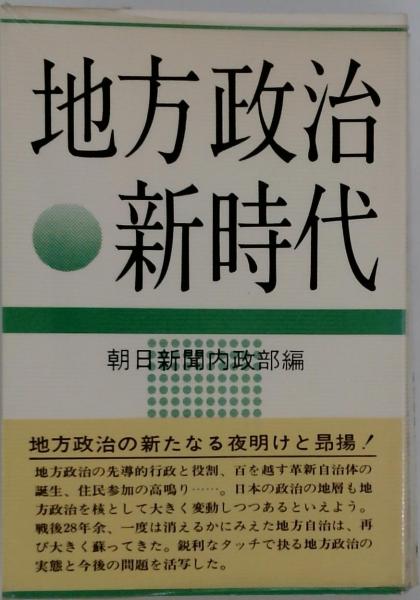 地方政治
新時代
朝日新聞内政部編
地方政治の新たなる夜明けと昻揚！
地方政治の先導的行政と役割、百を越す革新自治体の
誕生、住民参加の高鳴り……。日本の政治の地層も地
方政治を核として大きく変動しつつあるといえよう。
戦後28年余、一度は消えるかにみえた地方自治は、再
び大きく蘇ってきた。鋭利なタッチで抉る地方政治の
実態と今後の問題を活写した。